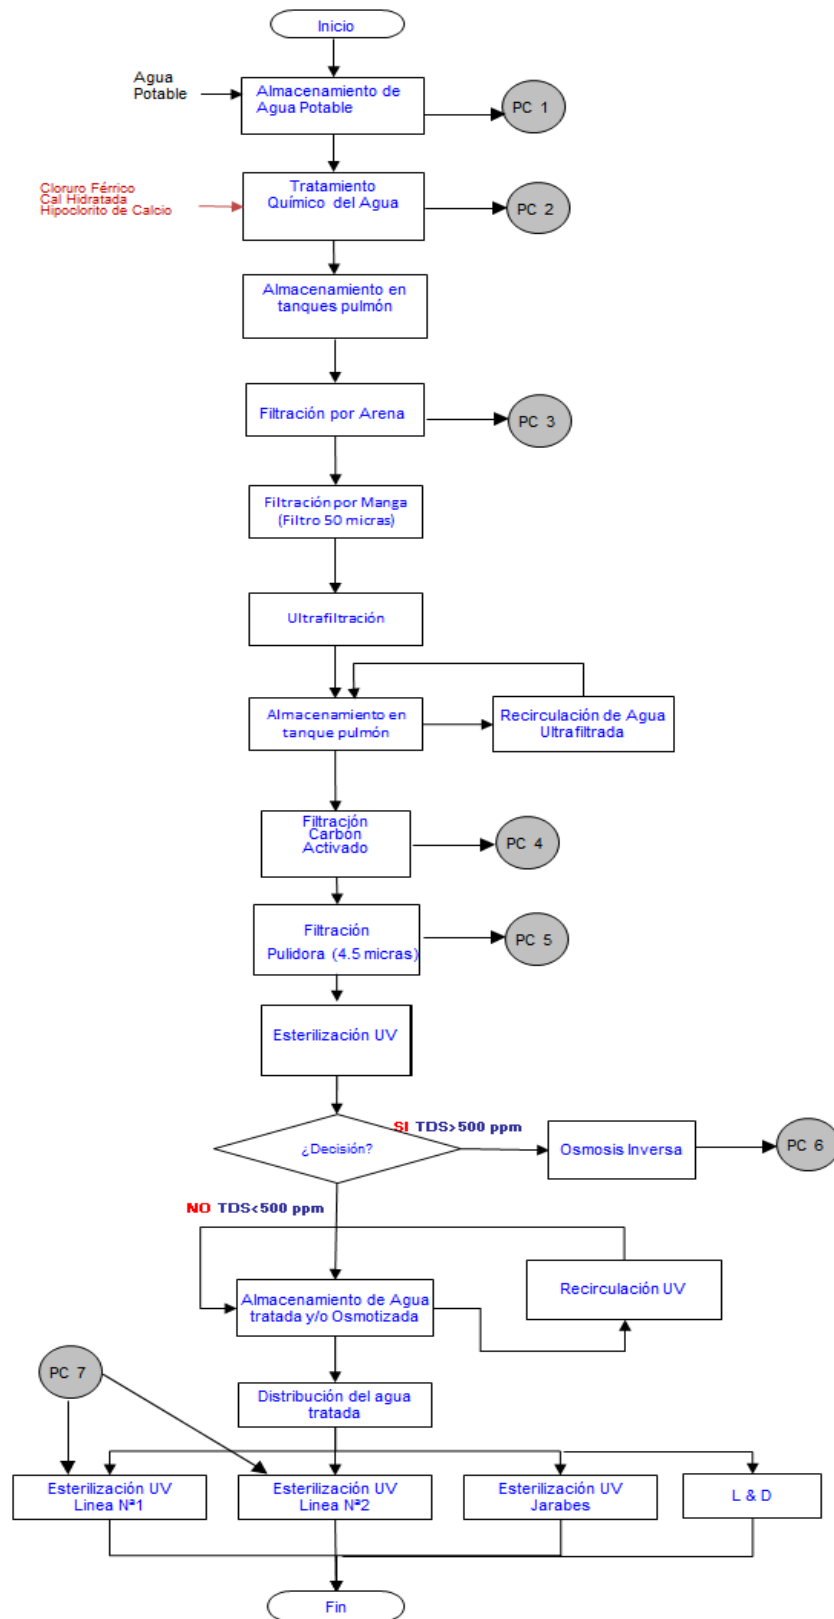 Inicio
Agua
Potable
Almacenamiento de
Agua Potable
PC 1
Cloruro Férrico
Cal Hidratada
Hipoclorito de Calcio
Tratamiento
Químico del Agua
PC 2
Almacenamiento en
tanques pulmón
Filtración por Arena
PC 3
Filtración por Manga
(Filtro 50 micras)
Ultrafiltración
Almacenamiento en
tanque pulmón
Recirculación de Agua
Ultrafiltrada
Filtración
Carbón
Activado
PC 4
Filtración
Pulidora (4.5 micras)
PC 5
Esterilización UV
¿Decisión?
SI TDS>500 ppm
Osmosis Inversa
PC 6
NO TDS<500 ppm
Recirculación UV
Almacenamiento de Agua
tratada y/o Osmotizada
PC 7
Distribución del agua
tratada
Esterilización UV
Linea Nª1
Esterilización UV
Linea Nª2
Esterilización UV
Jarabes
L & D
Fin